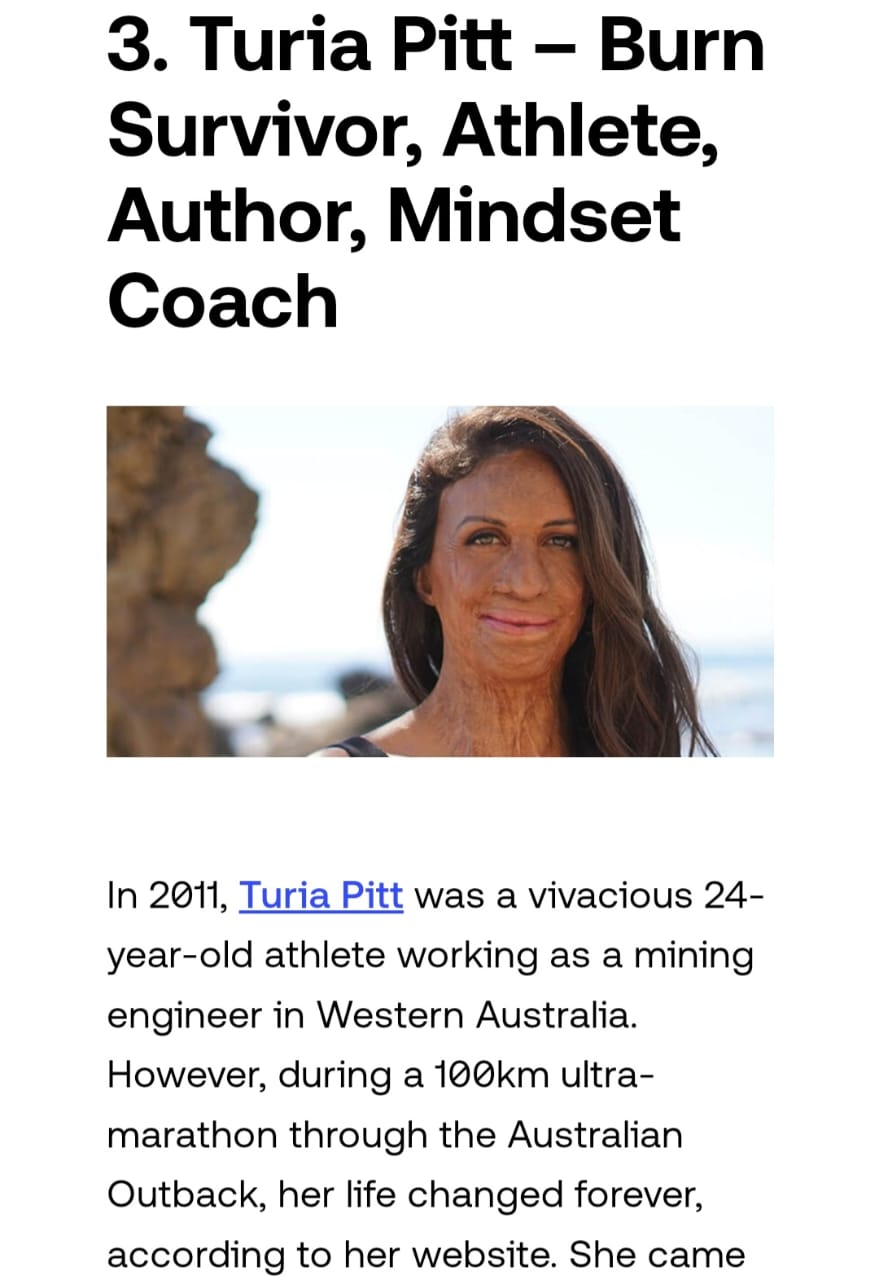 3. Turia Pitt – Burn
Survivor, Athlete,
Author, Mindset
Coach
In 2011, Turia Pitt was a vivacious 24-
year-old athlete working as a mining
engineer in Western Australia.
However, during a 100km ultra-
marathon through the Australian
Outback, her life changed forever,
according to her website. She came